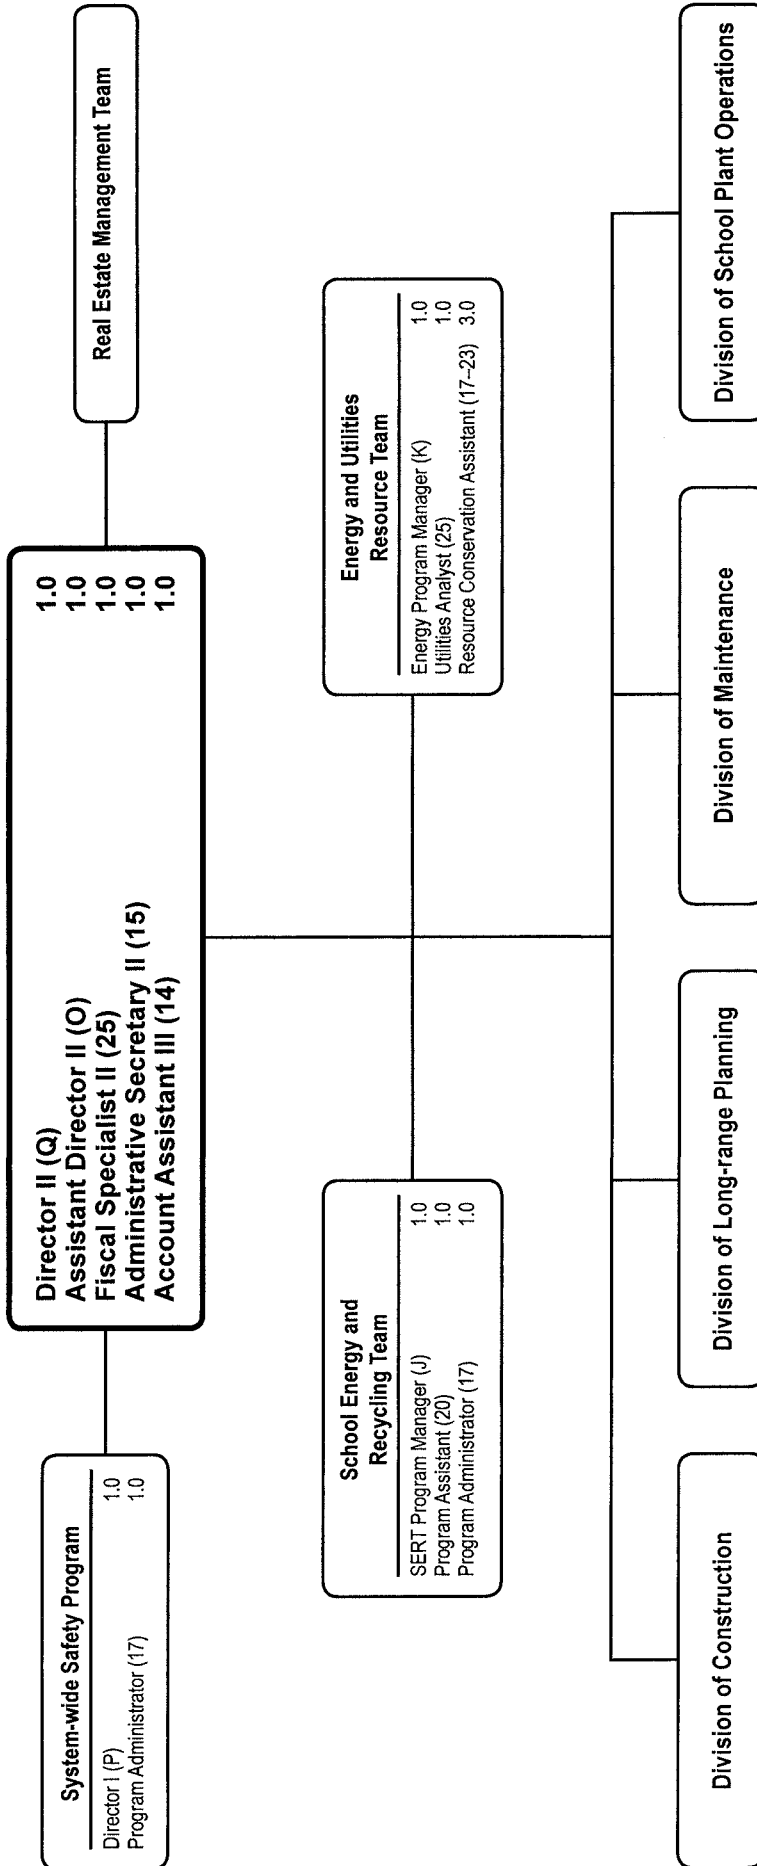 Director II (Q) 1.0
Assistant Director II (O) 1.0
Fiscal Specialist II (25) 1.0
Administrative Secretary II (15) 1.0
Account Assistant III (14) 1.0
System-wide Safety Program
Director I (P) 1.0
Program Administrator (17) 1.0
Real Estate Management Team
School Energy and
Recycling Team
SERT Program Manager (J) 1.0
Program Assistant (20) 1.0
Program Administrator (17) 1.0
Energy and Utilities
Resource Team
Energy Program Manager (K) 1.0
Utilities Analyst (25) 1.0
Resource Conservation Assistant (17–23) 3.0
Division of Construction
Division of Long-range Planning
Division of Maintenance
Division of School Plant Operations